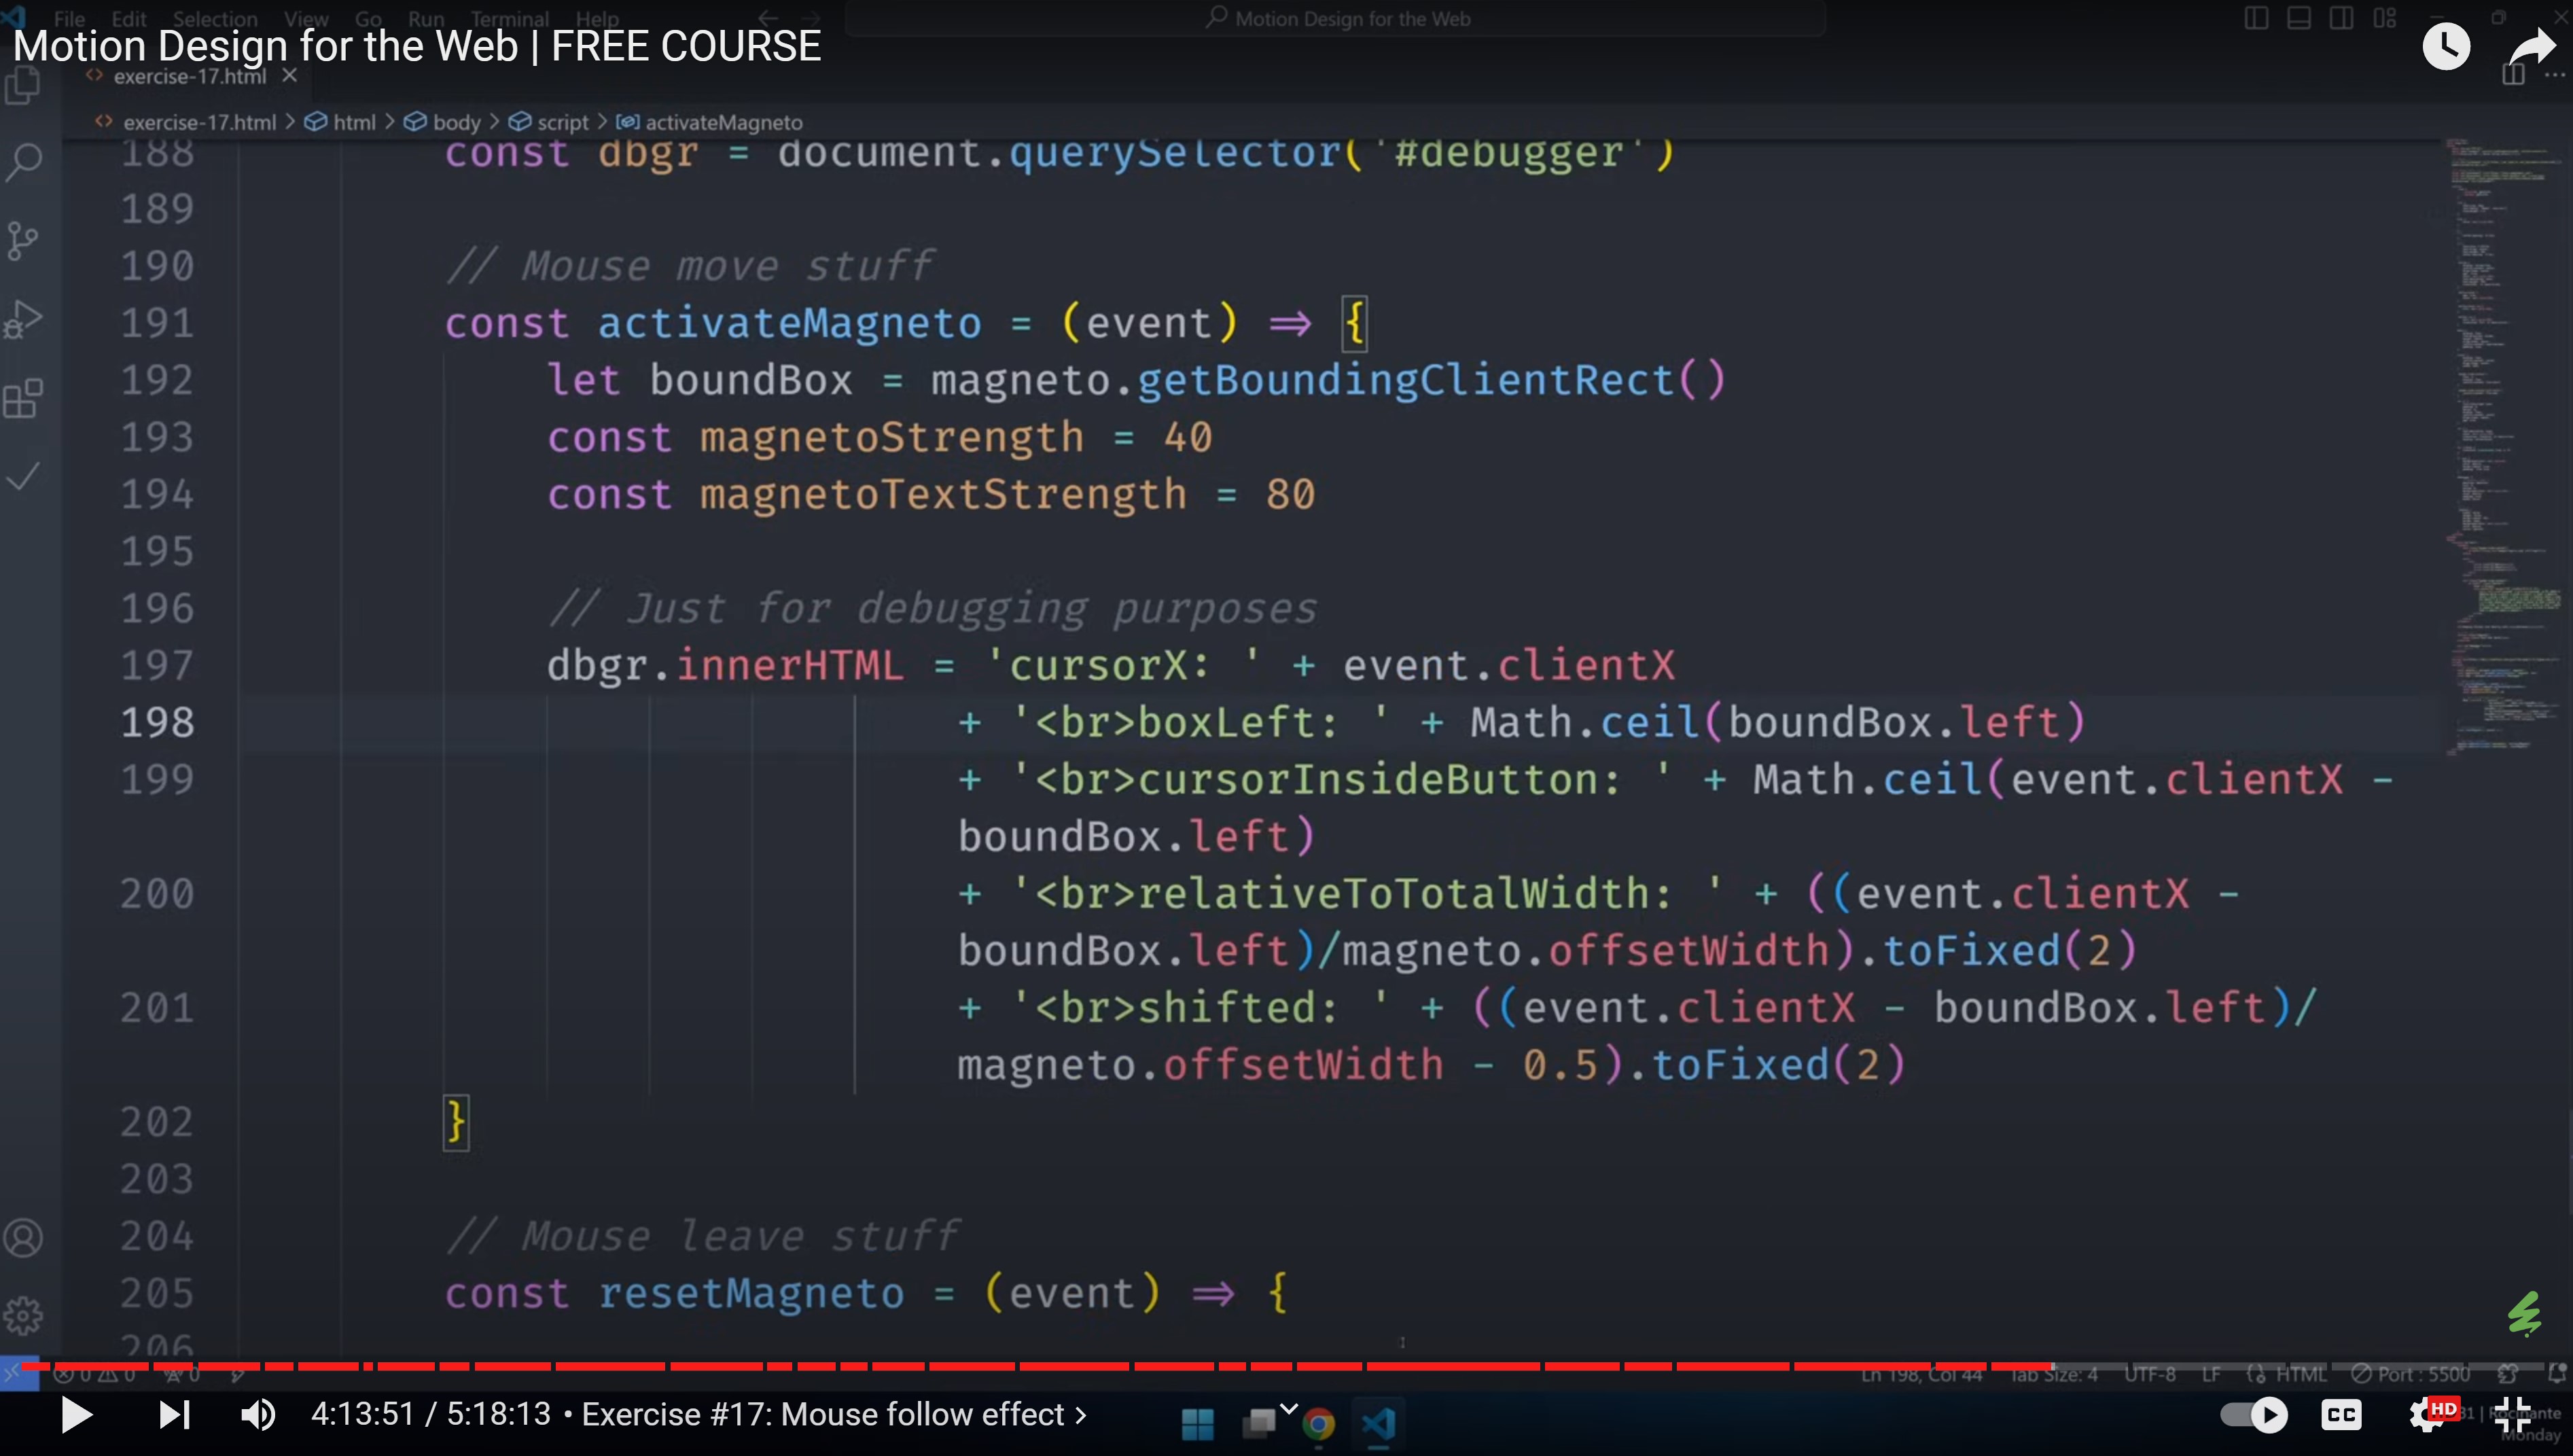 File Edit Selection View Go Run Terminal Help
Motion Design for the Web
Motion Design for the Web | FREE COURSE
exercise-17.html
exercise-17.html > html > body > script > activateMagneto
188 const dbgr = document.querySelector('#debugger')
189
190 // Mouse move stuff
191 const activateMagneto = (event) => {
192 let boundBox = magneto.getBoundingClientRect()
193 const magnetoStrength = 40
194 const magnetoTextStrength = 80
195
196 // Just for debugging purposes
197 dbgr.innerHTML = 'cursorX: ' + event.clientX
198 + '<br>boxLeft: ' + Math.ceil(boundBox.left)
199 + '<br>cursorInsideButton: ' + Math.ceil(event.clientX -
boundBox.left)
200 + '<br>relativeToTotalWidth: ' + ((event.clientX -
boundBox.left)/magneto.offsetWidth).toFixed(2)
201 + '<br>shifted: ' + ((event.clientX - boundBox.left)/
magneto.offsetWidth - 0.5).toFixed(2)
202 }
203
204 // Mouse leave stuff
205 const resetMagneto = (event) => {
206
0 0 0 Ln 198, Col 44 Tab Size: 4 UTF-8 LF HTML Port : 5500
4:13:51 / 5:18:13 • Exercise #17: Mouse follow effect >
CC HD 31 | Rocinante
Monday